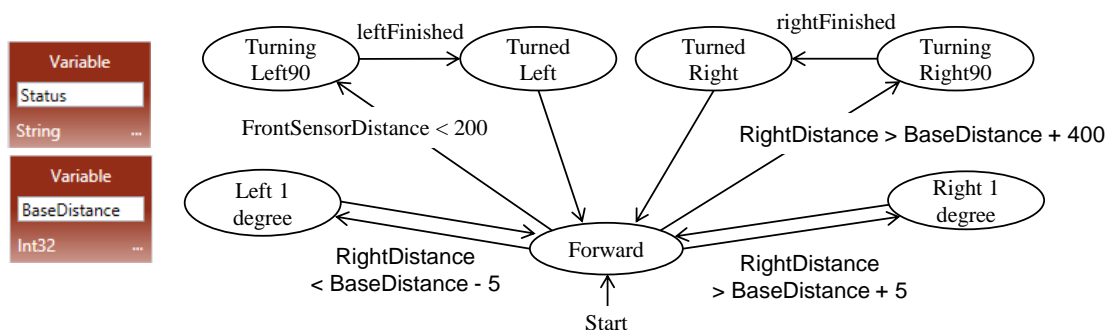 Variable
Status
String ...
Variable
BaseDistance
Int32 ...
Turning
Left90
leftFinished
Turned
Left
Turned
Right
rightFinished
Turning
Right90
FrontSensorDistance < 200
RightDistance > BaseDistance + 400
Left 1
degree
Right 1
degree
Forward
RightDistance
< BaseDistance - 5
RightDistance
> BaseDistance + 5
Start